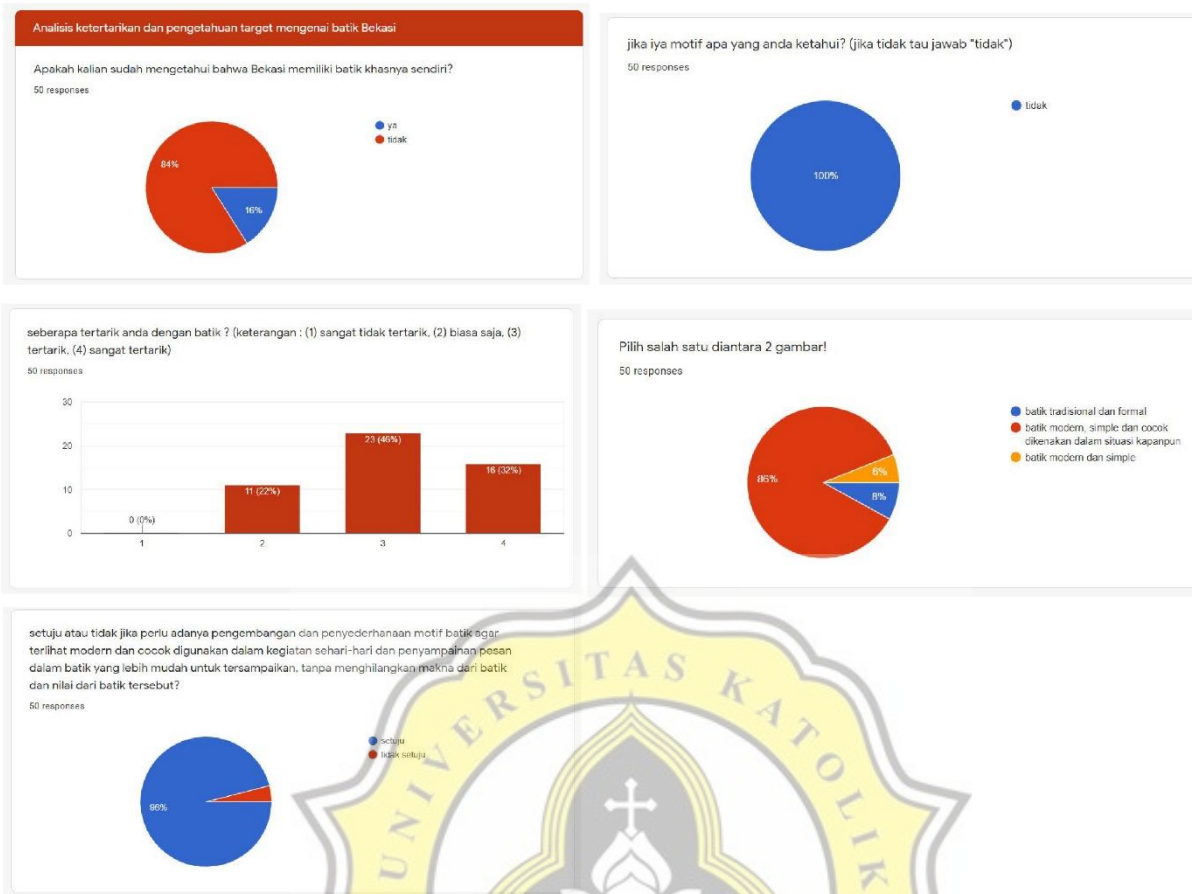 Analisis ketertarikan dan pengetahuan target mengenai batik Bekasi
Apakah kalian sudah mengetahui bahwa Bekasi memiliki batik khasnya sendiri?
50 responses
ya
tidak
84%
16%
jika iya motif apa yang anda ketahui? (jika tidak tau jawab "tidak")
50 responses
tidak
100%
seberapa tertarik anda dengan batik ? (keterangan : (1) sangat tidak tertarik, (2) biasa saja, (3)
tertarik, (4) sangat tertarik)
50 responses
30
20
10
0
0 (0%)
11 (22%)
23 (46%)
16 (32%)
1
2
3
4
Pilih salah satu diantara 2 gambar!
50 responses
batik tradisional dan formal
batik modern, simple dan cocok
dikenakan dalam situasi kapanpun
batik modern dan simple
86%
6%
8%
setuju atau tidak jika perlu adanya pengembangan dan penyederhanaan motif batik agar
terlihat modern dan cocok digunakan dalam kegiatan sehari-hari dan penyampainan pesan
dalam batik yang lebih mudah untuk tersampaikan, tanpa menghilangkan makna dari batik
dan nilai dari batik tersebut?
50 responses
setuju
tidak setuju
96%
UNIVERSITAS KATOLIK